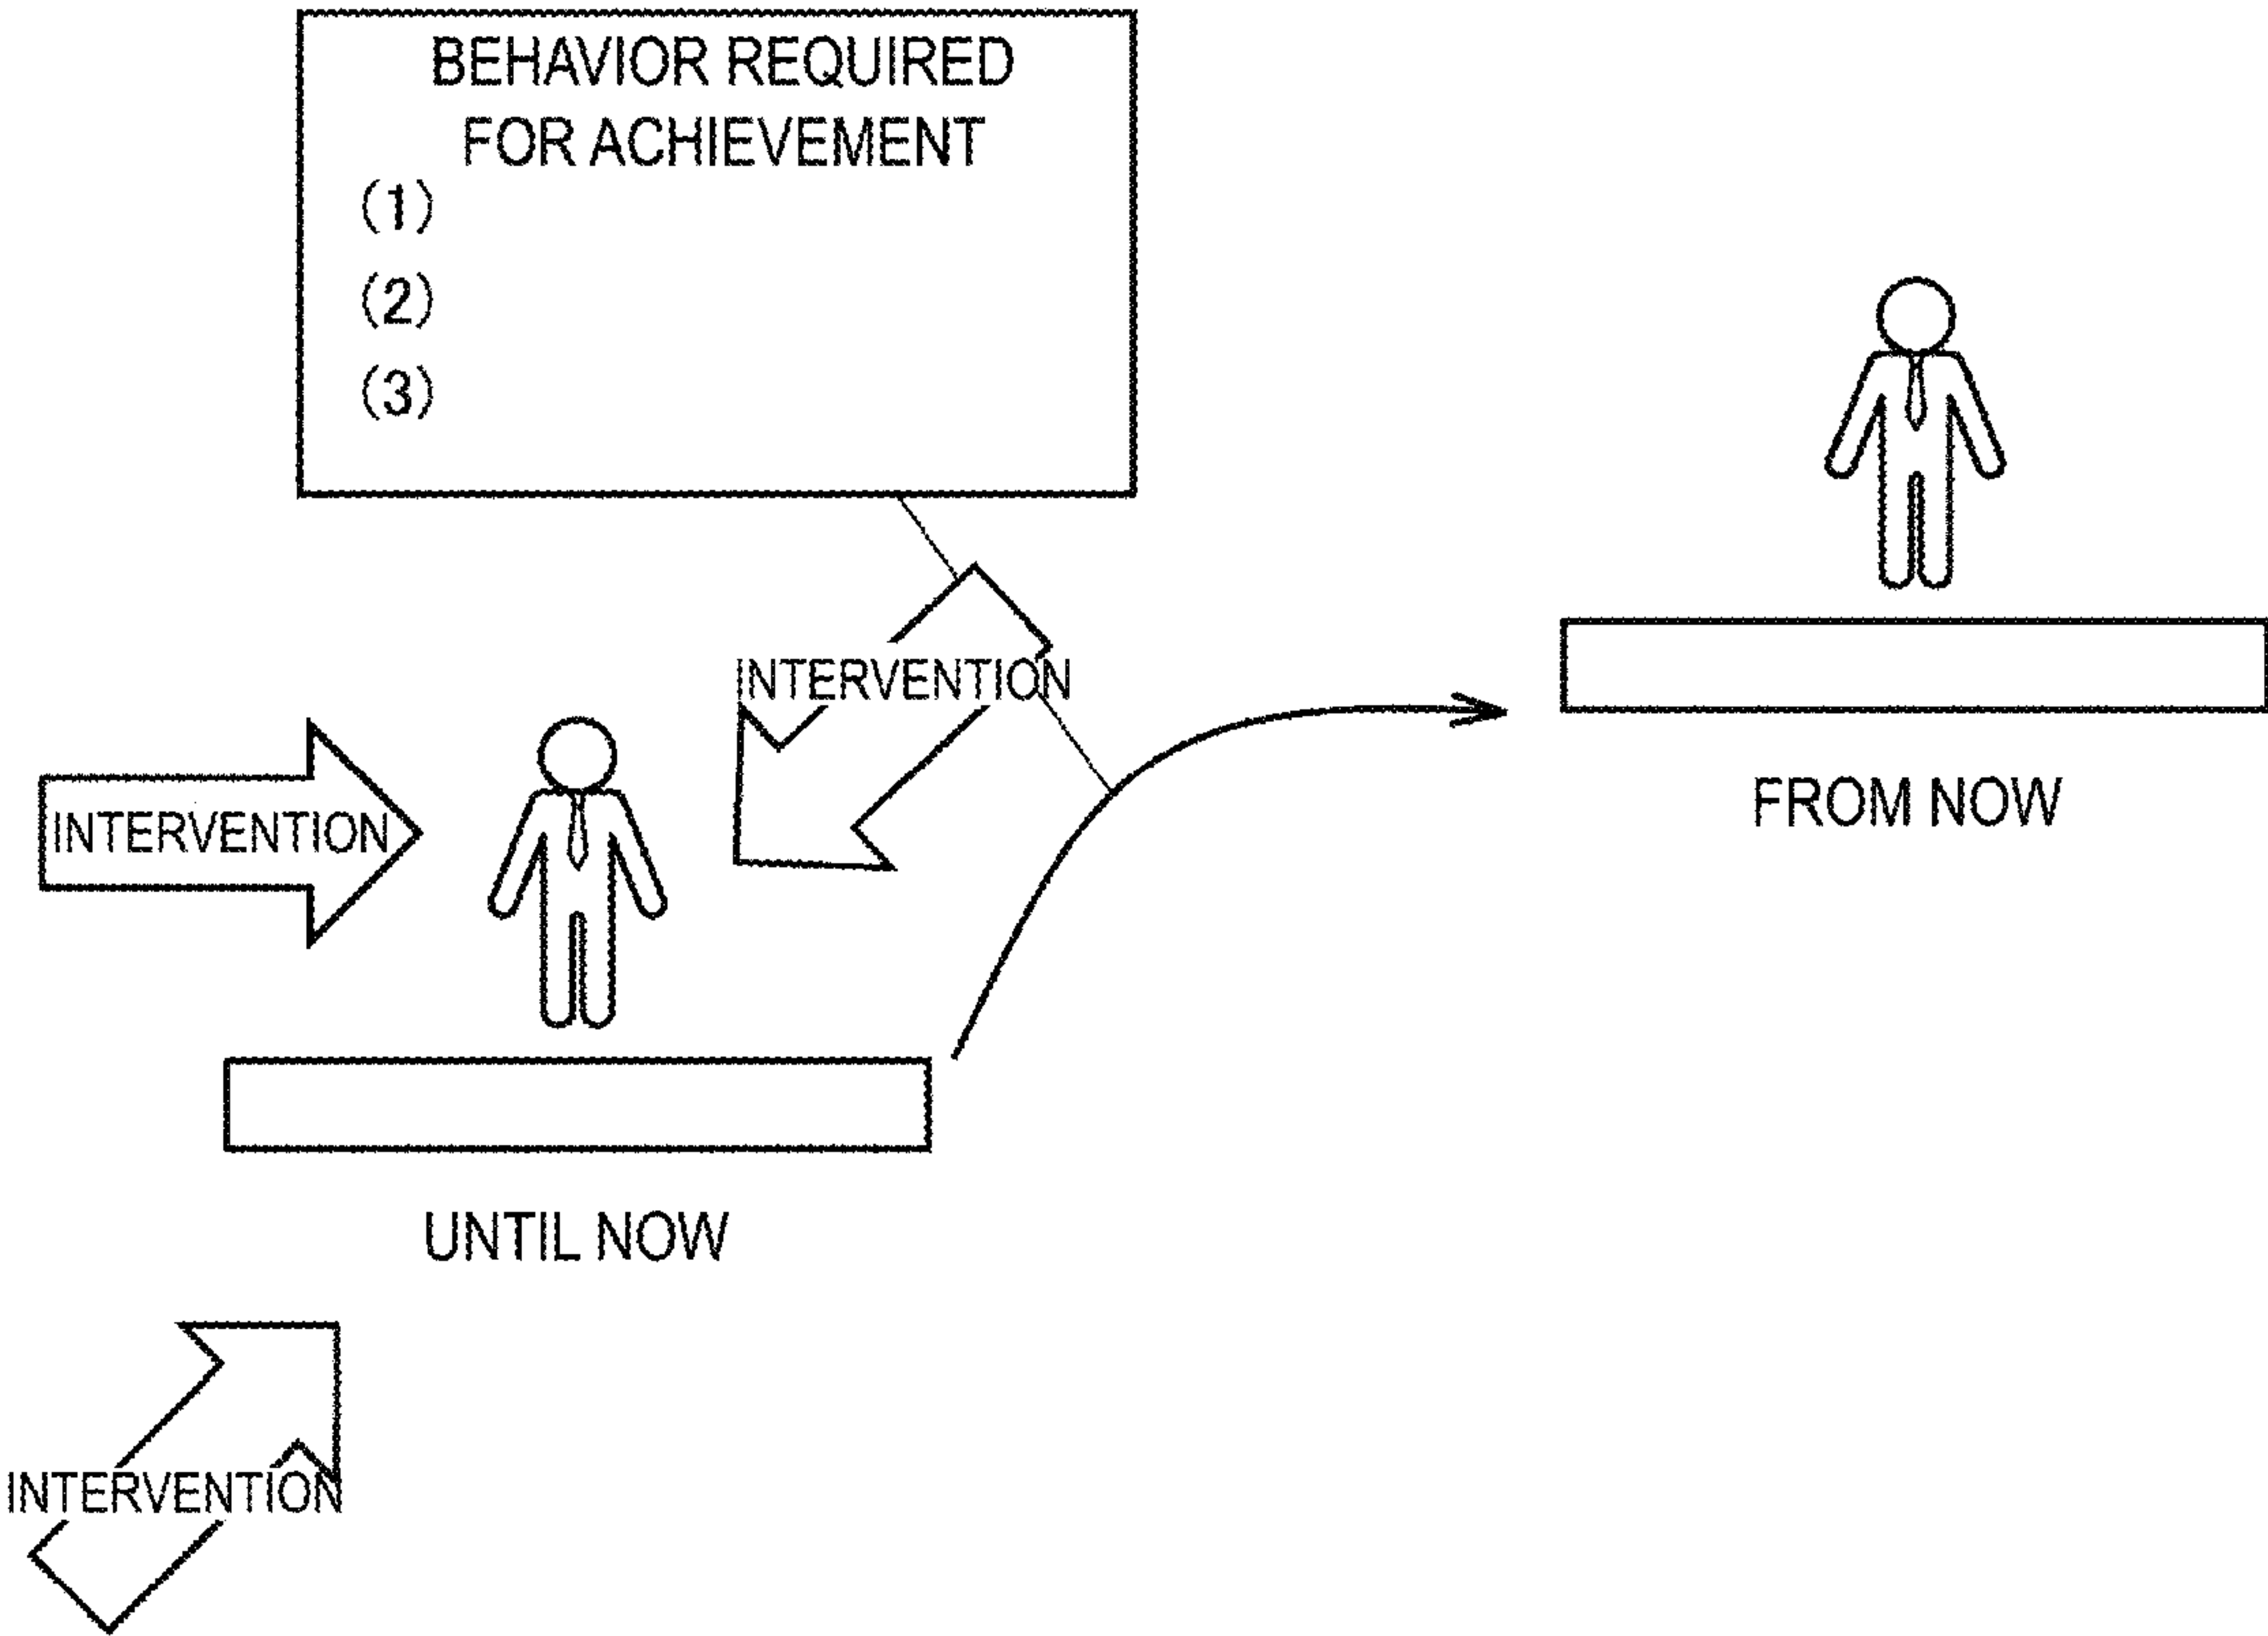 BEHAVIOR REQUIRED
FOR ACHIEVEMENT
(1)
(2)
(3)
INTERVENTION
INTERVENTION
FROM NOW
UNTIL NOW
INTERVENTION